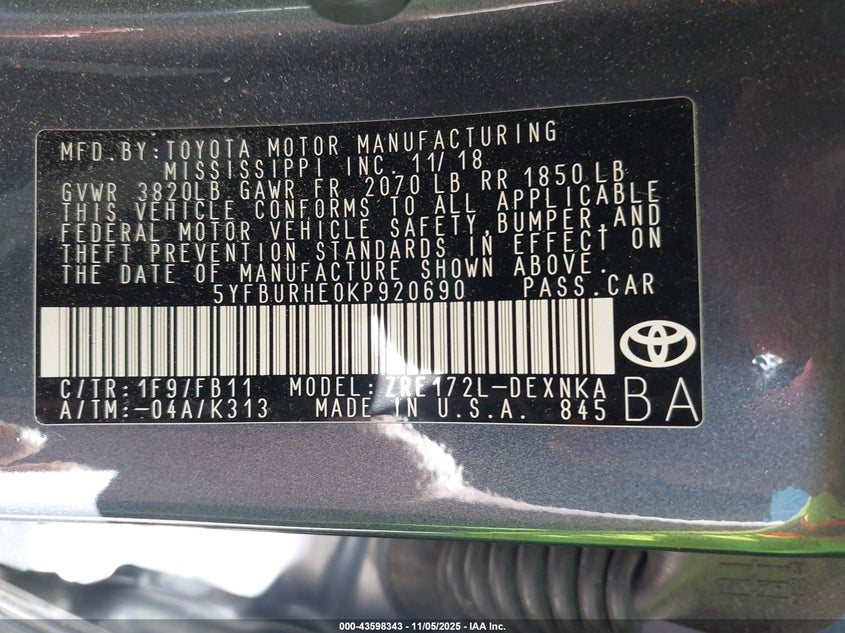 MFD.BY:TOYOTA MOTOR MANUFACTURING
MISSISSIPPI INC. 11/18
GVWR 3820LB GAWR FR 2070 LB RR 1850 LB
THIS VEHICLE CONFORMS TO ALL APPLICABLE
FEDERAL MOTOR VEHICLE SAFETY,BUMPER,AND
THEFT PREVENTION STANDARDS IN EFFECT ON
THE DATE OF MANUFACTURE SHOWN ABOVE.
5YFBURHE0KP920690 PASS.CAR
C/TR:1F9/FB11 MODEL:ZRE172L-DEXNKA
A/TM:-04A/K313 MADE IN U.S.A. 845
BA
000-43598343 - 11/05/2025 - IAA Inc.